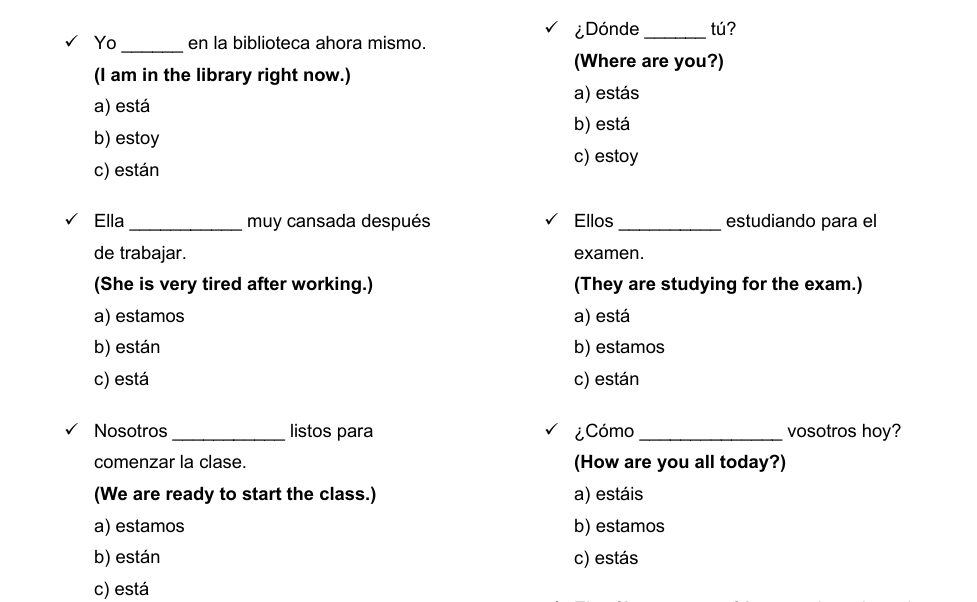 ✓ Yo ______ en la biblioteca ahora mismo.
(I am in the library right now.)
a) está
b) estoy
c) están
✓ Ella ___________ muy cansada después
de trabajar.
(She is very tired after working.)
a) estamos
b) están
c) está
✓ Nosotros ___________ listos para
comenzar la clase.
(We are ready to start the class.)
a) estamos
b) están
c) está
✓ ¿Dónde ______ tú?
(Where are you?)
a) estás
b) está
c) estoy
✓ Ellos __________ estudiando para el
examen.
(They are studying for the exam.)
a) está
b) estamos
c) están
✓ ¿Cómo ______________ vosotros hoy?
(How are you all today?)
a) estáis
b) estamos
c) estás